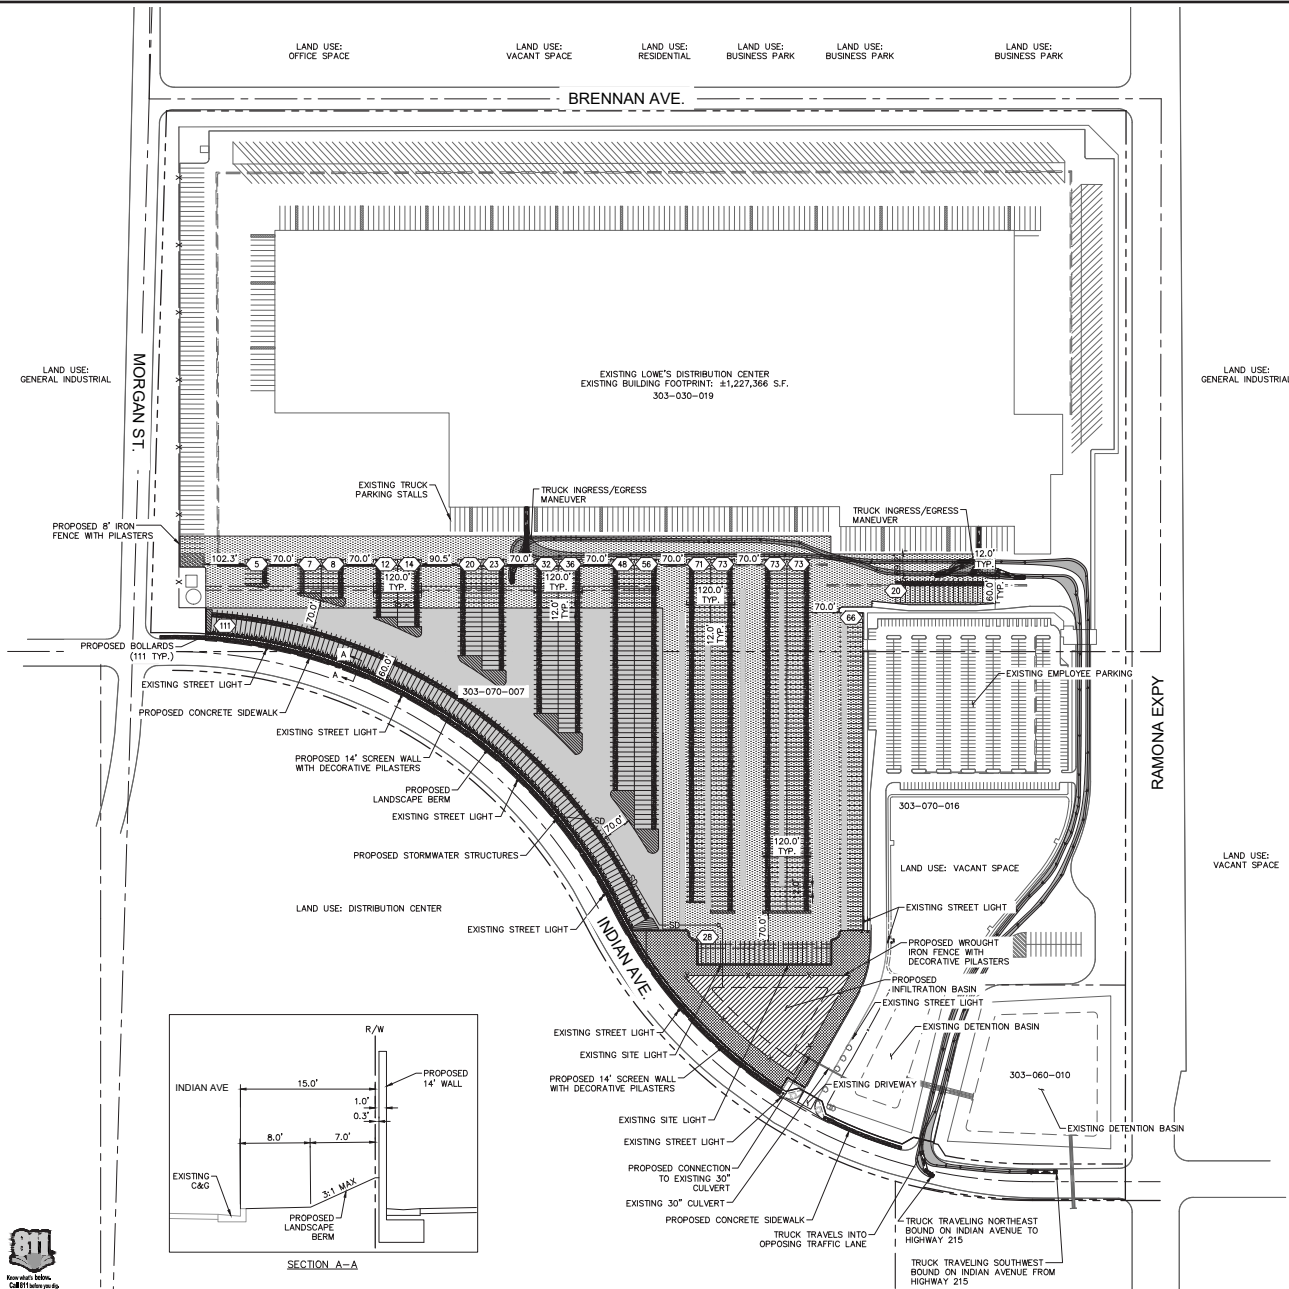 LAND USE:
OFFICE SPACE
LAND USE:
VACANT SPACE
LAND USE:
RESIDENTIAL
LAND USE:
BUSINESS PARK
LAND USE:
BUSINESS PARK
LAND USE:
BUSINESS PARK
BRENNAN AVE.
LAND USE:
GENERAL INDUSTRIAL
MORGAN ST.
EXISTING LOWE'S DISTRIBUTION CENTER
EXISTING BUILDING FOOTPRINT: ±1,227,366 S.F.
303-030-019
LAND USE:
GENERAL INDUSTRIAL
EXISTING TRUCK
PARKING STALLS
TRUCK INGRESS/EGRESS
MANEUVER
TRUCK INGRESS/EGRESS
MANEUVER
PROPOSED 8' IRON
FENCE WITH PILASTERS
102.3'
5
70.0'
7
8
70.0'
12
14
90.5'
20
23
70.0'
32
36
70.0'
48
56
70.0'
71
73
70.0'
73
73
12.0'
TYP.
120.0'
TYP.
120.0'
TYP.
120.0'
TYP.
12.0'
TYP.
12.0'
TYP.
20
60.0'
TYP.
70.0'
66
70.0'
111
PROPOSED BOLLARDS
(111 TYP.)
A
A
60.0'
EXISTING STREET LIGHT
303-070-007
EXISTING EMPLOYEE PARKING
PROPOSED CONCRETE SIDEWALK
EXISTING STREET LIGHT
RAMONA EXPY
PROPOSED 14' SCREEN WALL
WITH DECORATIVE PILASTERS
PROPOSED
LANDSCAPE BERM
EXISTING STREET LIGHT
SD
70.0'
303-070-016
120.0'
TYP.
PROPOSED STORMWATER STRUCTURES
SD
LAND USE: VACANT SPACE
LAND USE:
VACANT SPACE
LAND USE: DISTRIBUTION CENTER
EXISTING STREET LIGHT
INDIAN AVE.
SD
28
70.0'
EXISTING STREET LIGHT
PROPOSED WROUGHT
IRON FENCE WITH
DECORATIVE PILASTERS
PROPOSED
INFILTRATION BASIN
EXISTING STREET LIGHT
EXISTING DETENTION BASIN
EXISTING STREET LIGHT
EXISTING SITE LIGHT
PROPOSED 14' SCREEN WALL
WITH DECORATIVE PILASTERS
EXISTING DRIVEWAY
303-060-010
EXISTING SITE LIGHT
EXISTING DETENTION BASIN
EXISTING STREET LIGHT
PROPOSED CONNECTION
TO EXISTING 30"
CULVERT
EXISTING 30" CULVERT
PROPOSED CONCRETE SIDEWALK
TRUCK TRAVELS INTO
OPPOSING TRAFFIC LANE
TRUCK TRAVELING NORTHEAST
BOUND ON INDIAN AVENUE TO
HIGHWAY 215
TRUCK TRAVELING SOUTHWEST
BOUND ON INDIAN AVENUE FROM
HIGHWAY 215
R/W
INDIAN AVE
15.0'
PROPOSED
14' WALL
1.0'
0.3'
8.0'
7.0'
EXISTING
C&G
3:1 MAX
PROPOSED
LANDSCAPE
BERM
SECTION A-A
811
Know what's below.
Call 811 before you dig.